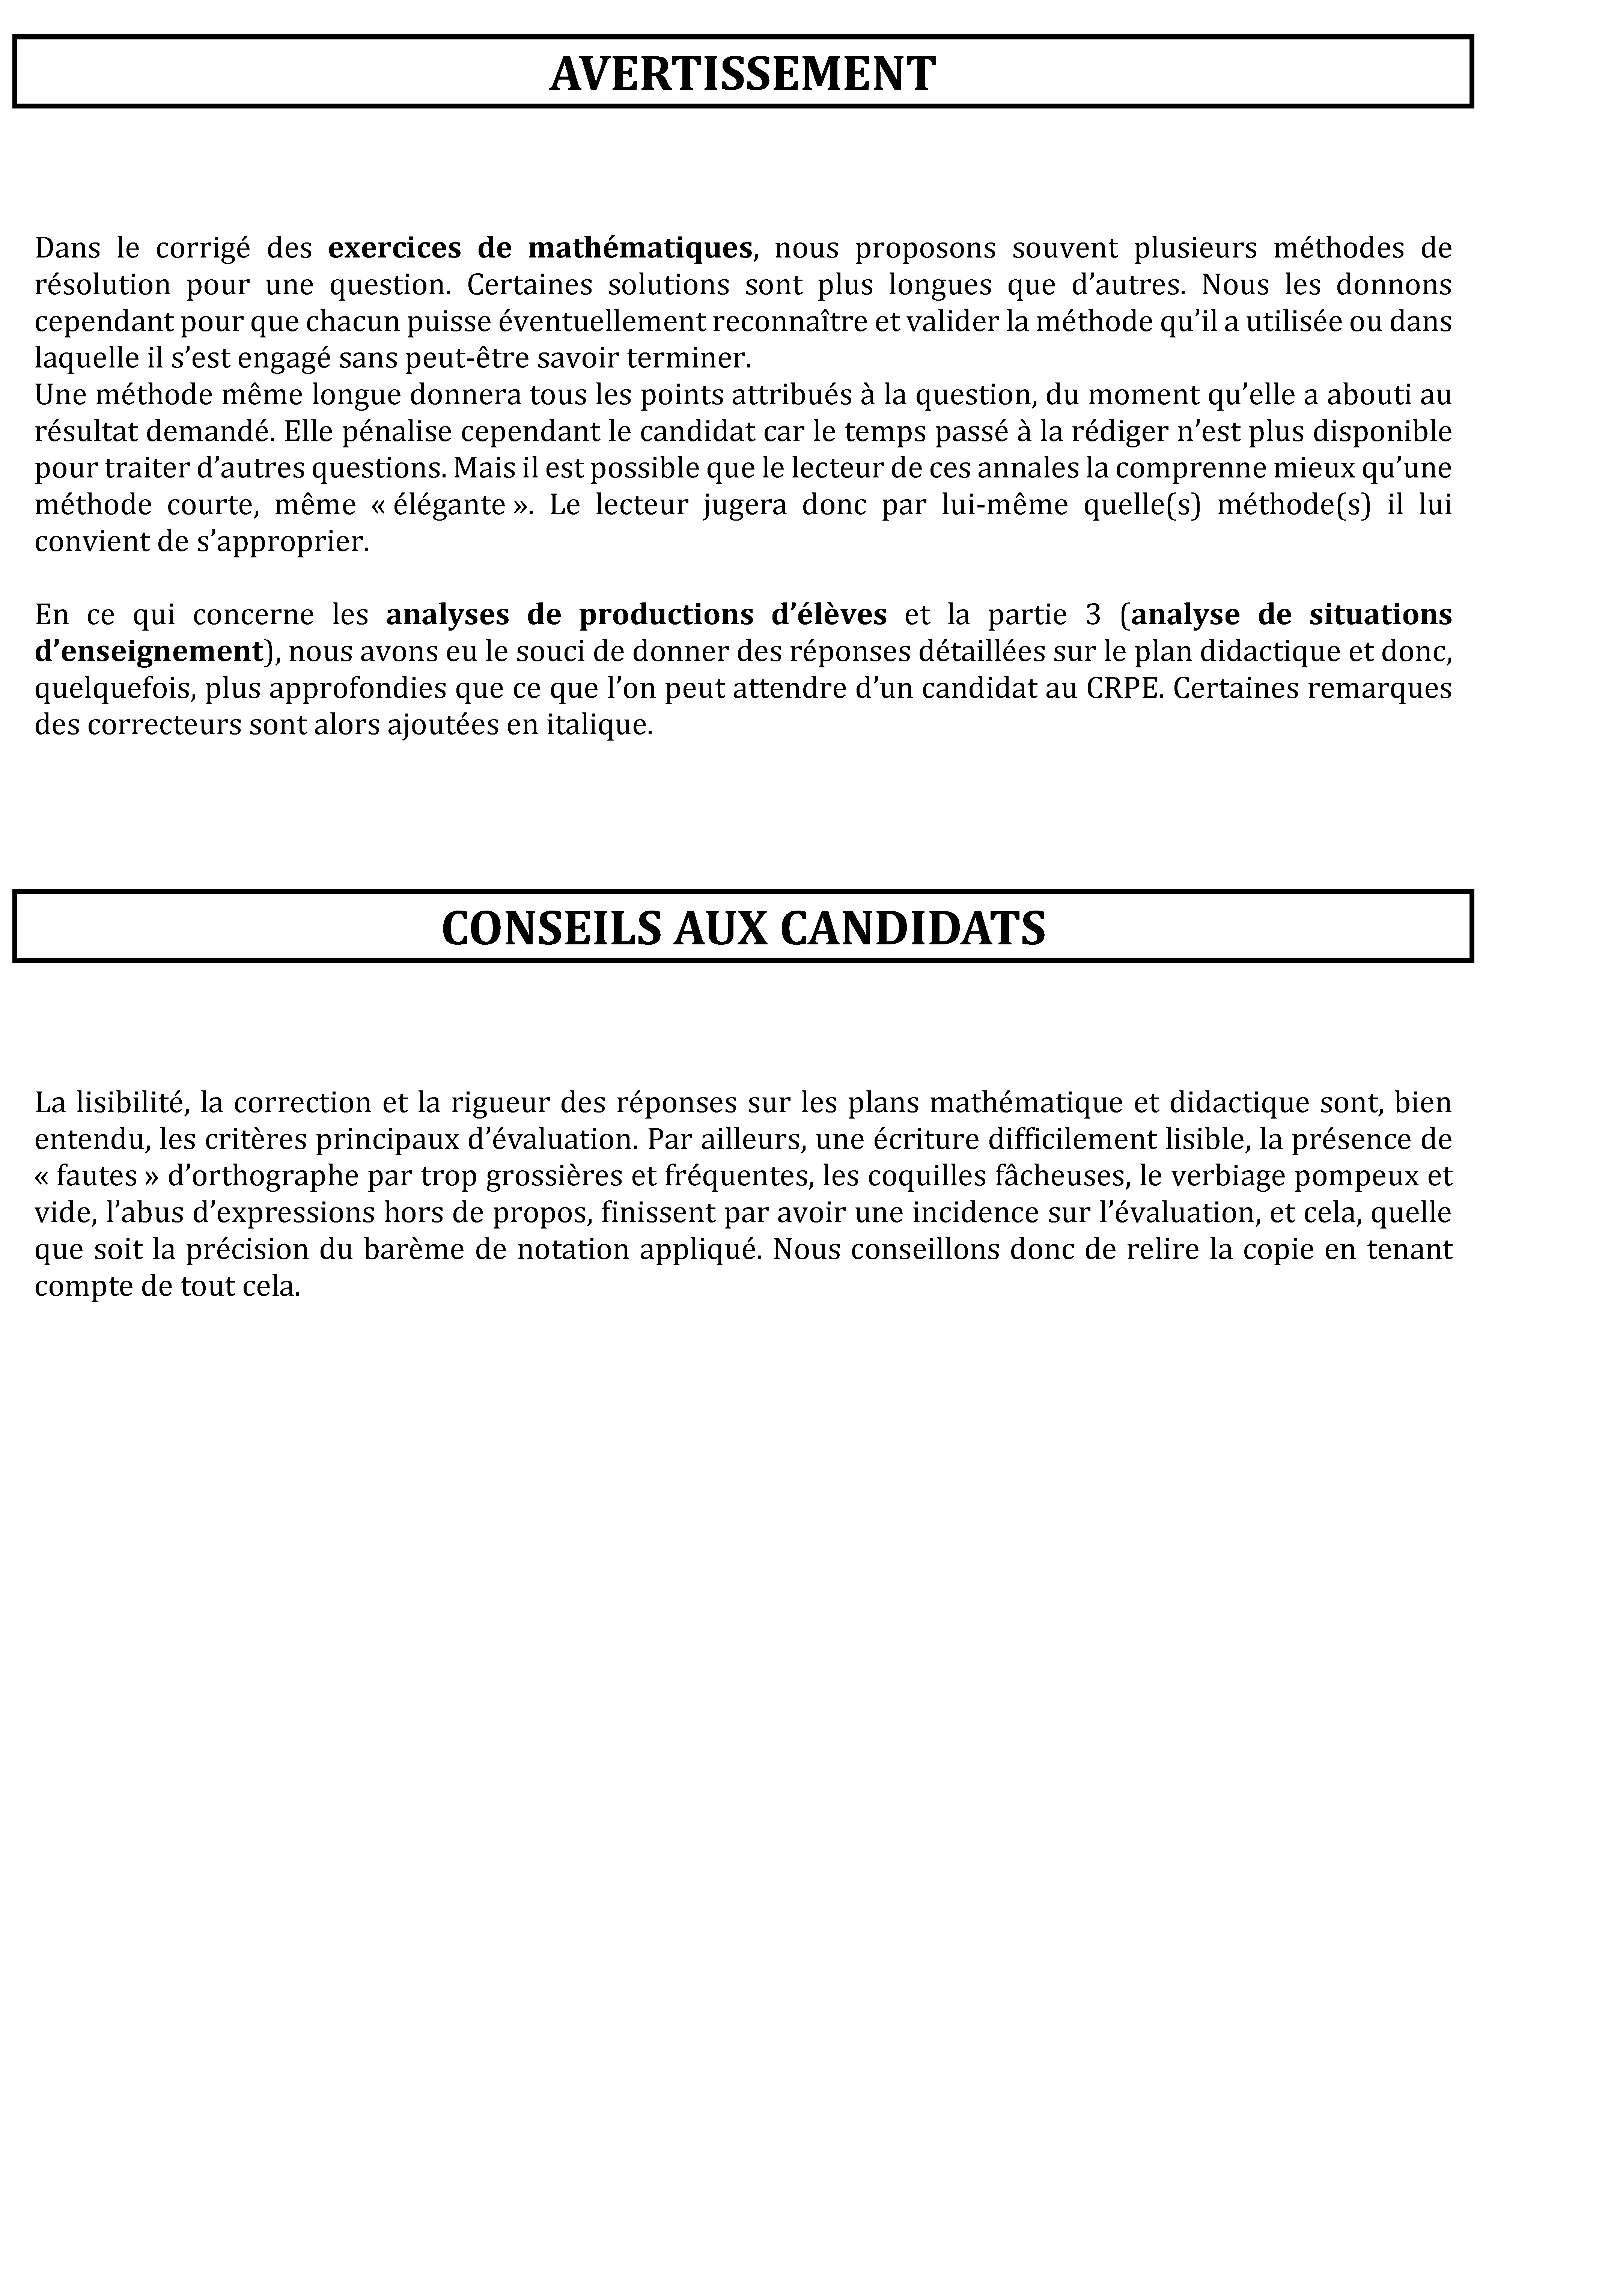 AVERTISSEMENT
Dans le corrigé des exercices de mathématiques, nous proposons souvent plusieurs méthodes de
résolution pour une question. Certaines solutions sont plus longues que d’autres. Nous les donnons
cependant pour que chacun puisse éventuellement reconnaître et valider la méthode qu’il a utilisée ou dans
laquelle il s’est engagé sans peut-être savoir terminer.
Une méthode même longue donnera tous les points attribués à la question, du moment qu’elle a abouti au
résultat demandé. Elle pénalise cependant le candidat car le temps passé à la rédiger n’est plus disponible
pour traiter d’autres questions. Mais il est possible que le lecteur de ces annales la comprenne mieux qu’une
méthode courte, même « élégante ». Le lecteur jugera donc par lui-même quelle(s) méthode(s) il lui
convient de s’approprier.
En ce qui concerne les analyses de productions d’élèves et la partie 3 (analyse de situations
d’enseignement), nous avons eu le souci de donner des réponses détaillées sur le plan didactique et donc,
quelquefois, plus approfondies que ce que l’on peut attendre d’un candidat au CRPE. Certaines remarques
des correcteurs sont alors ajoutées en italique.
CONSEILS AUX CANDIDATS
La lisibilité, la correction et la rigueur des réponses sur les plans mathématique et didactique sont, bien
entendu, les critères principaux d’évaluation. Par ailleurs, une écriture difficilement lisible, la présence de
« fautes » d’orthographe par trop grossières et fréquentes, les coquilles fâcheuses, le verbiage pompeux et
vide, l’abus d’expressions hors de propos, finissent par avoir une incidence sur l’évaluation, et cela, quelle
que soit la précision du barème de notation appliqué. Nous conseillons donc de relire la copie en tenant
compte de tout cela.